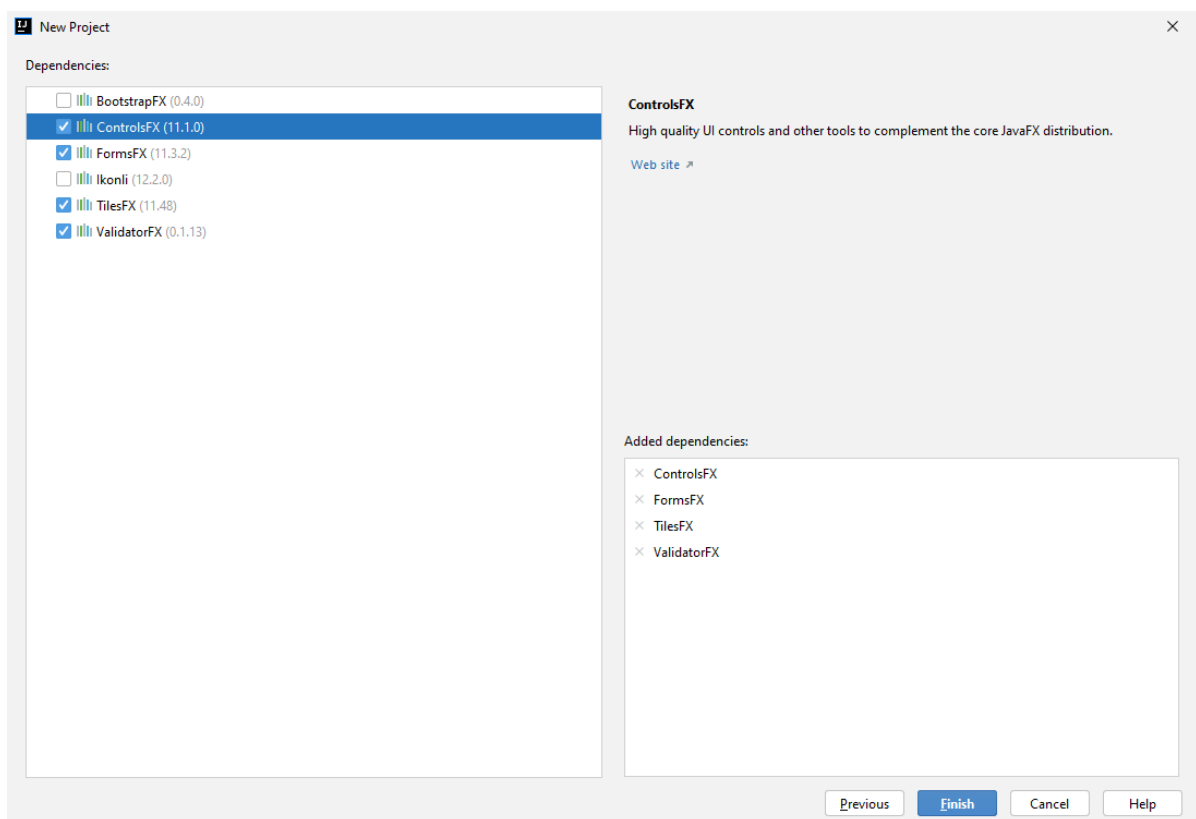 New Project
Dependencies:
BootstrapFX (0.4.0)
ControlsFX (11.1.0)
FormsFX (11.3.2)
Ikonli (12.2.0)
TilesFX (11.48)
ValidatorFX (0.1.13)
ControlsFX
High quality UI controls and other tools to complement the core JavaFX distribution.
Web site
Added dependencies:
ControlsFX
FormsFX
TilesFX
ValidatorFX
Previous Finish Cancel Help